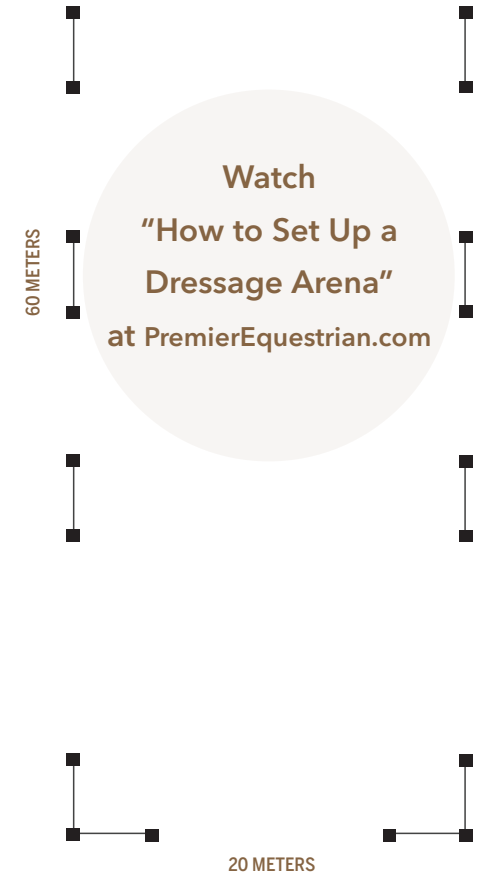 Watch
"How to Set Up a
Dressage Arena"
at PremierEquestrian.com
60 METERS
20 METERS